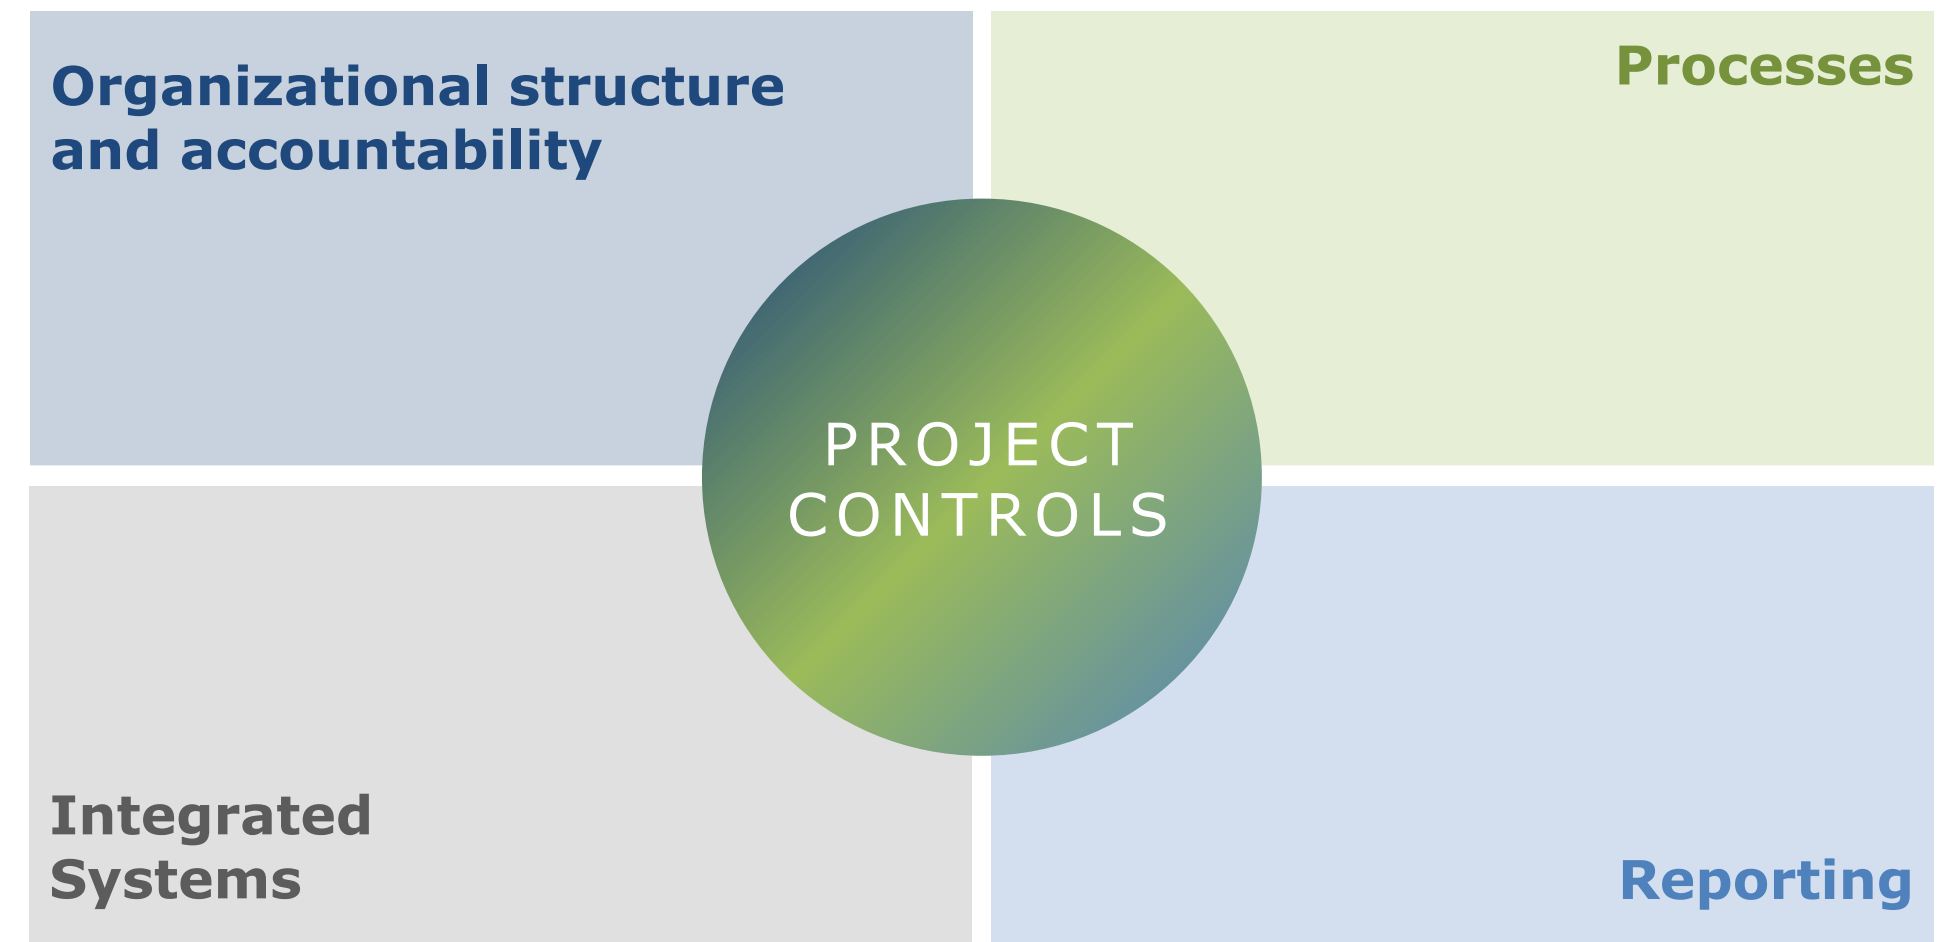 Organizational structure
and accountability
Processes
PROJECT
CONTROLS
Integrated
Systems
Reporting